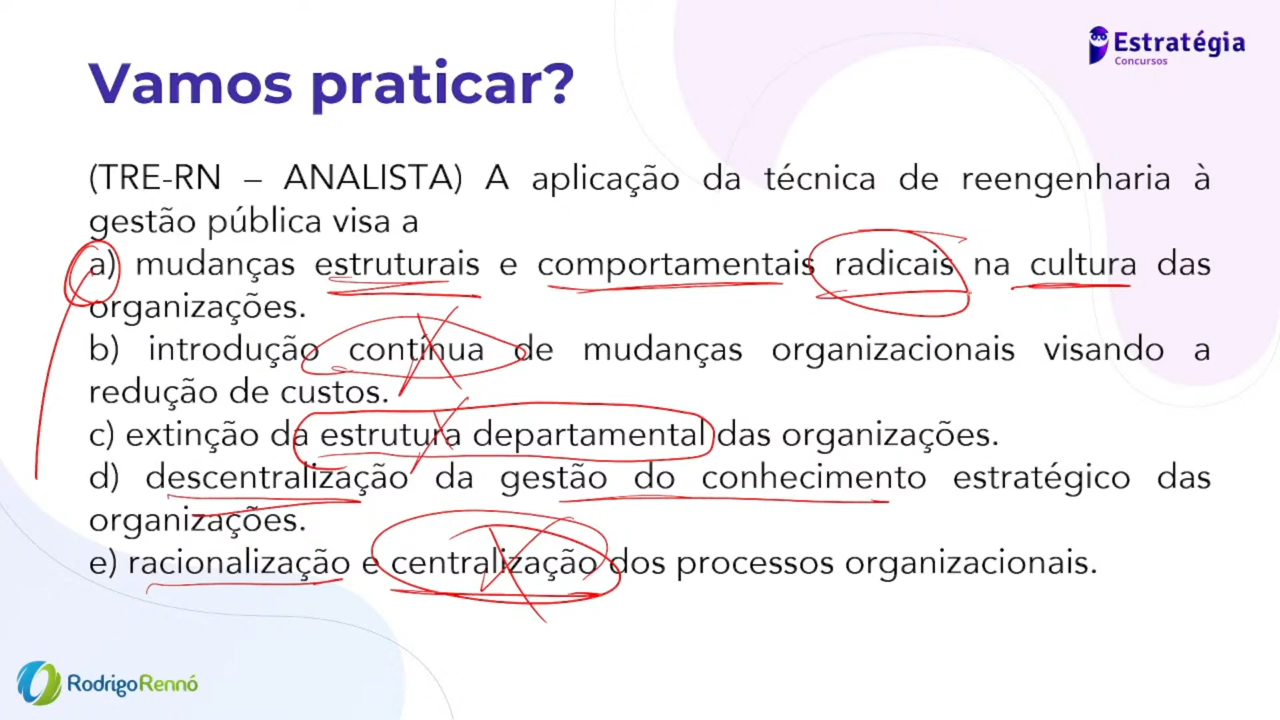 Estratégia
Concursos
Vamos praticar?
(TRE-RN – ANALISTA) A aplicação da técnica de reengenharia à
gestão pública visa a
a) mudanças estruturais e comportamentais radicais na cultura das
organizações.
b) introdução contínua de mudanças organizacionais visando a
redução de custos.
c) extinção da estrutura departamental das organizações.
d) descentralização da gestão do conhecimento estratégico das
organizações.
e) racionalização e centralização dos processos organizacionais.
RodrigoRennó